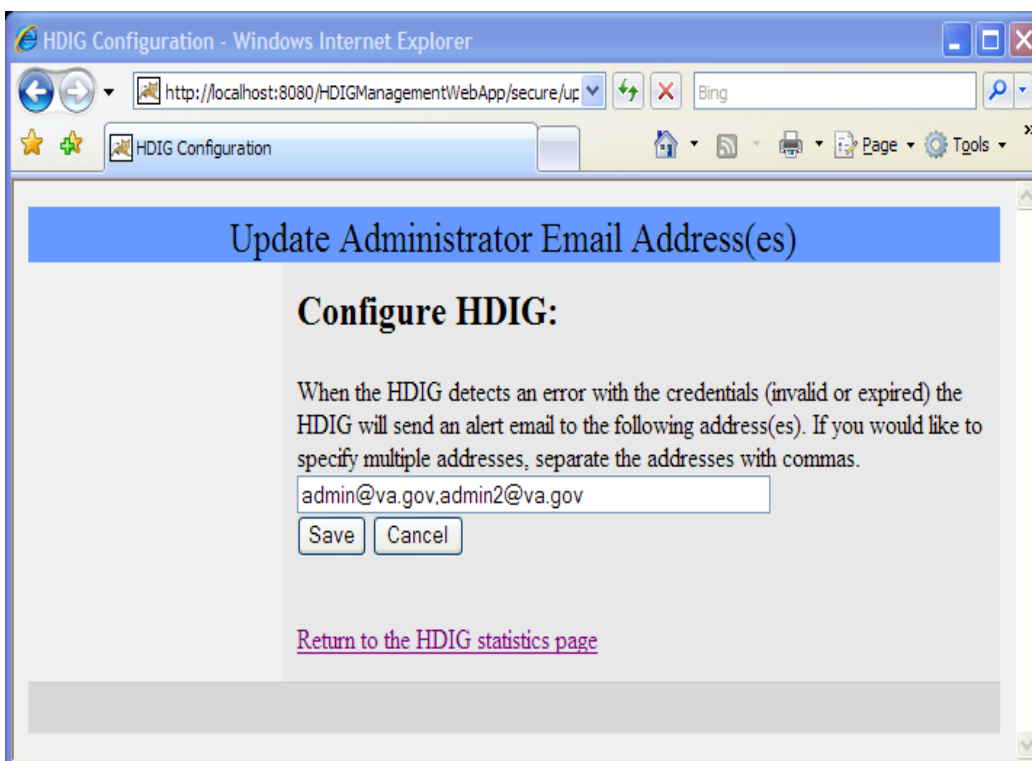 HDIG Configuration - Windows Internet Explorer
http://localhost:8080/HDIGManagementWebApp/secure/up
Bing
HDIG Configuration
Page
Tools
»
Update Administrator Email Address(es)
Configure HDIG:
When the HDIG detects an error with the credentials (invalid or expired) the
HDIG will send an alert email to the following address(es). If you would like to
specify multiple addresses, separate the addresses with commas.
admin@va.gov,admin2@va.gov
Save Cancel
Return to the HDIG statistics page